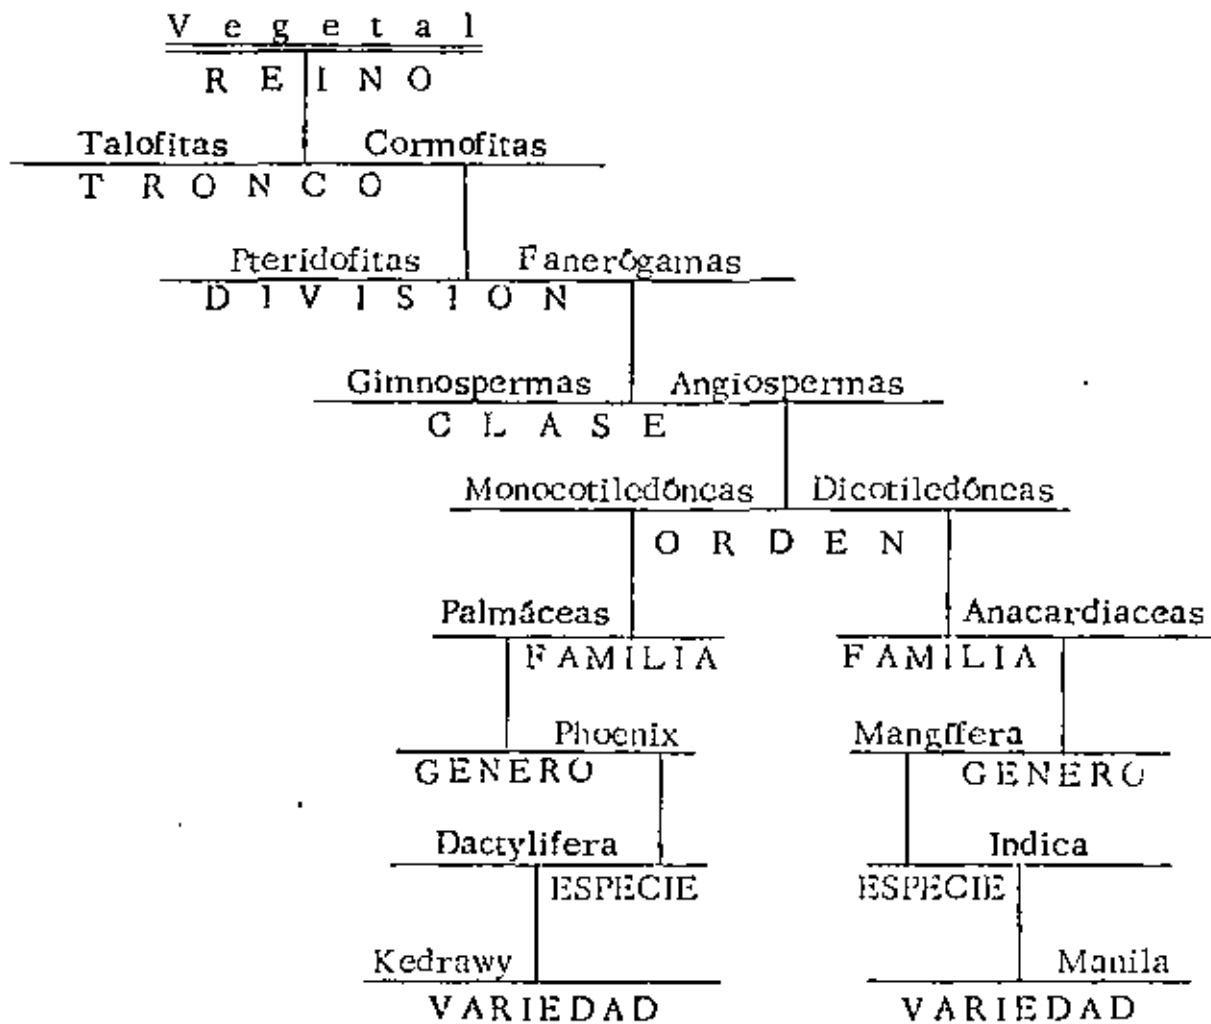 Vegetal
REINO
Talofitas Cormofitas
TRONCO
Pteridofitas Fanerógamas
DIVISION
Gimnospermas Angiospermas
CLASE
Monocotiledóneas Dicotiledóneas
ORDEN
Palmáceas Anacardiaceas
FAMILIA FAMILIA
Phoenix Mangífera
GENERO GENERO
Dactylifera Indica
ESPECIE ESPECIE
Kedrawy Manila
VARIEDAD VARIEDAD